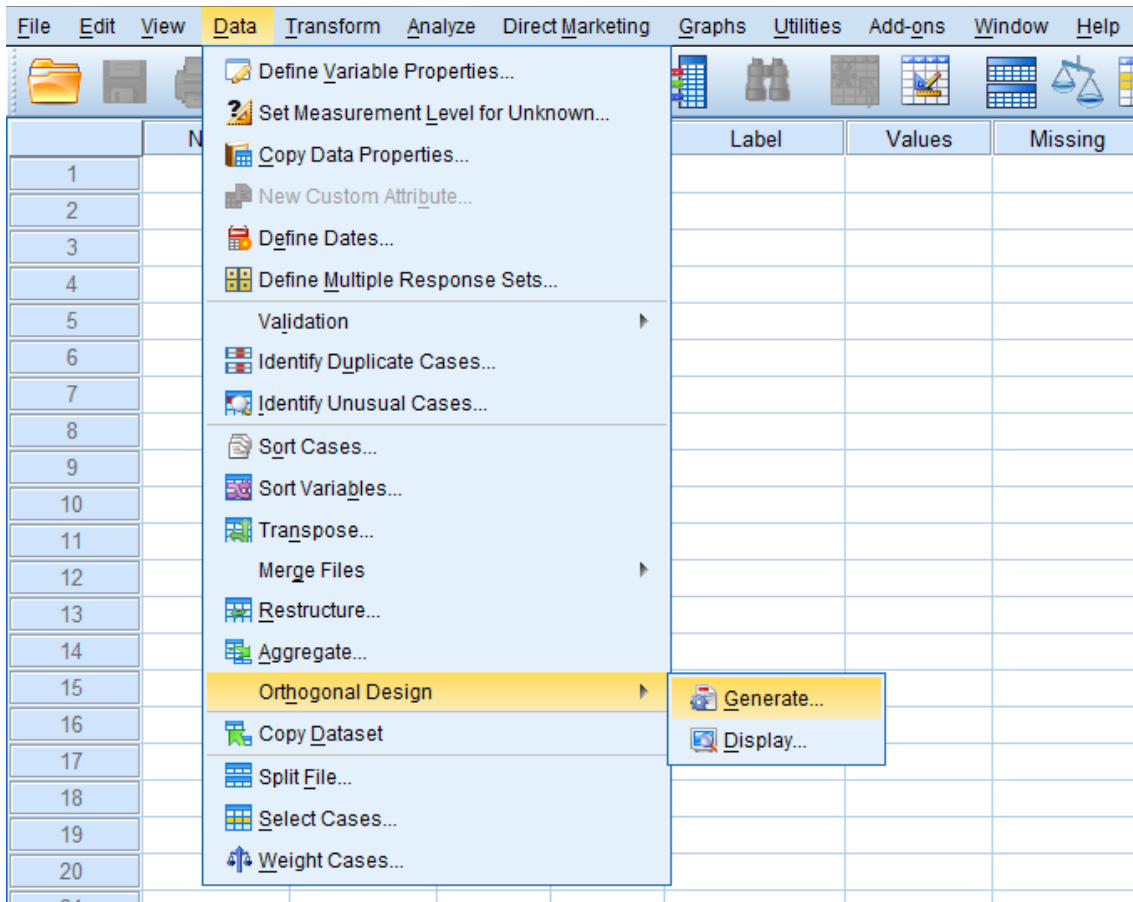 File Edit View Data Transform Analyze Direct Marketing Graphs Utilities Add-ons Window Help
N Label Values Missing
Define Variable Properties...
Set Measurement Level for Unknown...
Copy Data Properties...
New Custom Attribute...
Define Dates...
Define Multiple Response Sets...
Validation
Identify Duplicate Cases...
Identify Unusual Cases...
Sort Cases...
Sort Variables...
Transpose...
Merge Files
Restructure...
Aggregate...
Orthogonal Design
Copy Dataset
Split File...
Select Cases...
Weight Cases...
Generate...
Display...
1
2
3
4
5
6
7
8
9
10
11
12
13
14
15
16
17
18
19
20